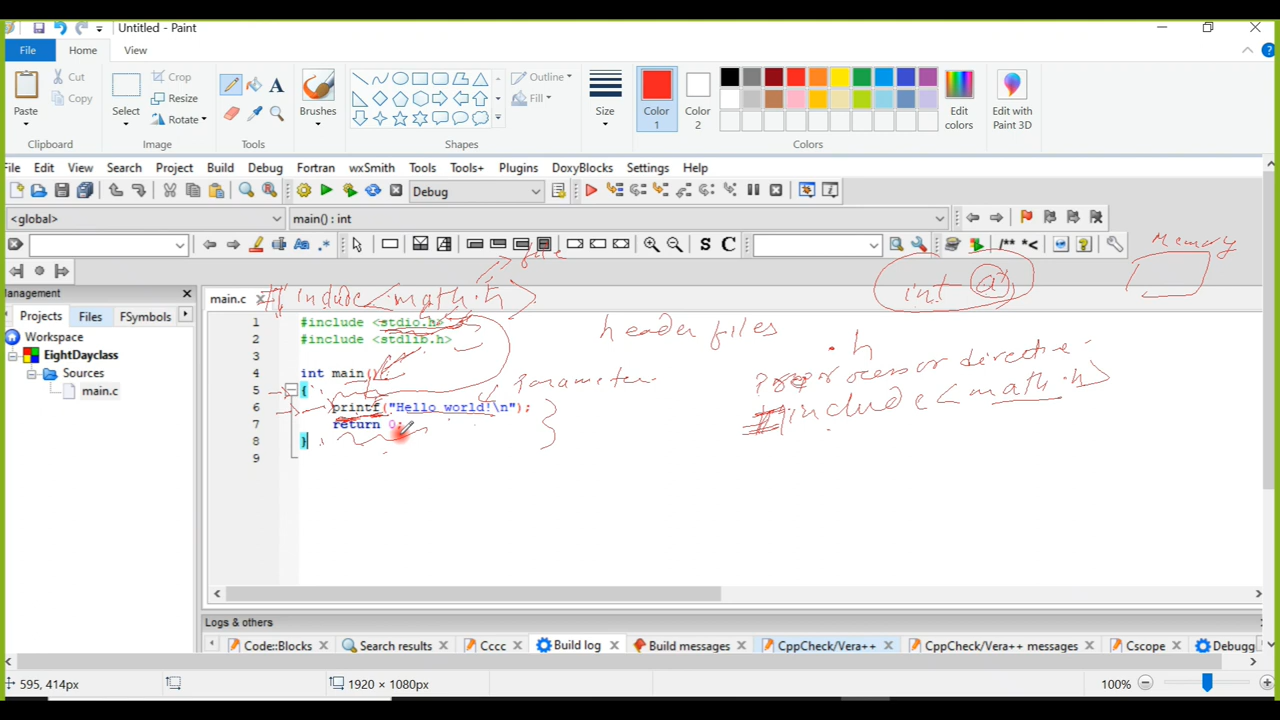 Untitled - Paint
File Home View
Cut
Copy
Paste
Clipboard
Select
Crop
Resize
Rotate
Image
Tools
Brushes
Outline
Fill
Shapes
Size
Color 1
Color 2
Edit colors
Edit with Paint 3D
Colors
File Edit View Search Project Build Debug Fortran wxSmith Tools Tools+ Plugins DoxyBlocks Settings Help
Debug
<global> main() : int
S C /** *<
Memory
file
int a
# include <math.h>
Management
Projects Files FSymbols
Workspace
EightDayclass
Sources
main.c
main.c
1 #include <stdio.h>
2 #include <stdlib.h>
3
4 int main()
5 {
6 printf("Hello world!\n");
7 return 0;
8 }
9
header files
.h
processor directive
parameter
#include <math.h>
Logs & others
Code::Blocks Search results Cccc Build log Build messages CppCheck/Vera++ CppCheck/Vera++ messages Cscope Debugg
595, 414px 1920 × 1080px 100%